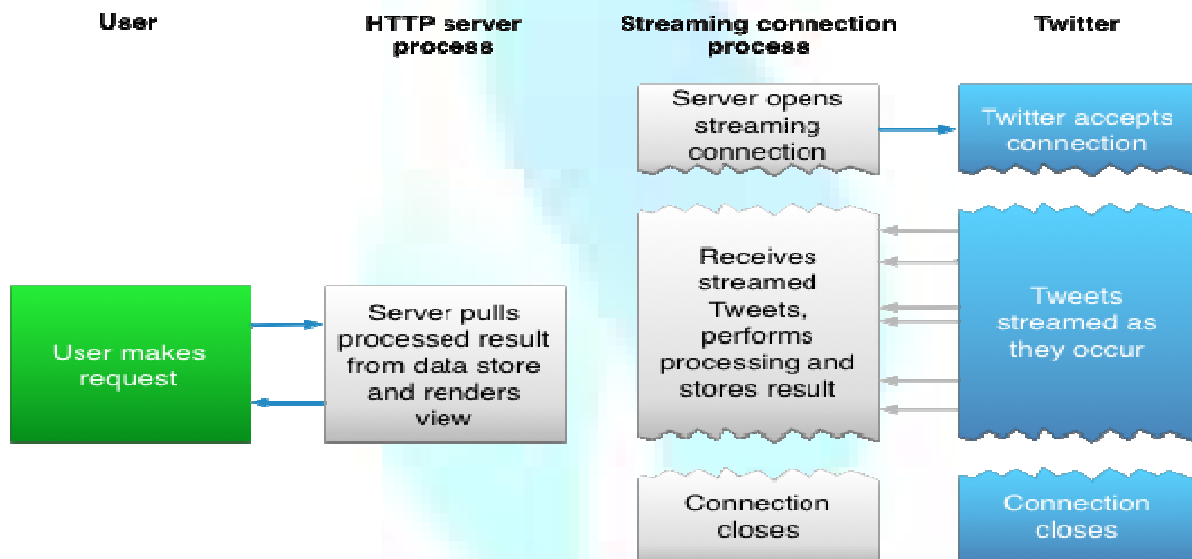 User
HTTP server
process
Streaming connection
process
Twitter
Server opens
streaming
connection
Twitter accepts
connection
User makes
request
Server pulls
processed result
from data store
and renders
view
Receives
streamed
Tweets,
performs
processing and
stores result
Tweets
streamed as
they occur
Connection
closes
Connection
closes